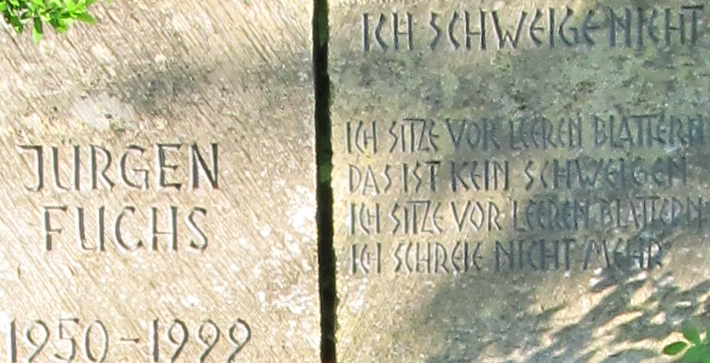 JÜRGEN
FUCHS
1950-1999
ICH SCHWEIGE NICHT
ICH SITZE VOR LEEREN BLÄTTERN
DAS IST KEIN SCHWEIGEN
ICH SITZE VOR LEEREN BLÄTTERN
ICH SCHREIE NICHT MEHR